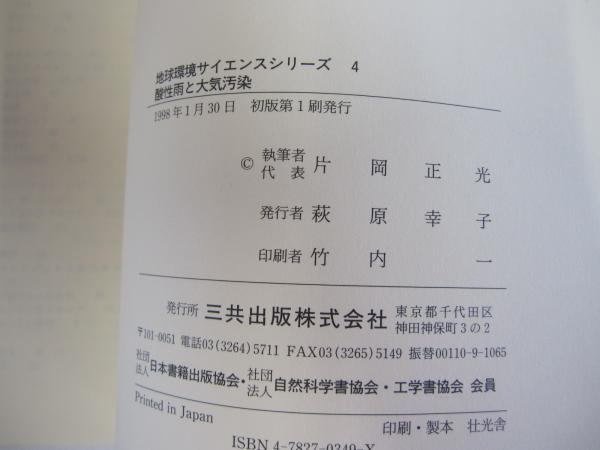 地球環境サイエンスシリーズ 4
酸性雨と大気汚染
1998年1月30日 初版第1刷発行
© 執筆者代表 片岡正光
発行者 萩原幸子
印刷者 竹内一
発行所 三共出版株式会社 東京都千代田区神田神保町3の2
〒101-0051 電話03(3264)5711 FAX03(3265)5149 振替00110-9-1065
社団法人日本書籍出版協会・社団法人自然科学書協会・工学書協会 会員
Printed in Japan 印刷・製本 壮光舎
ISBN 4-7827-0349-X